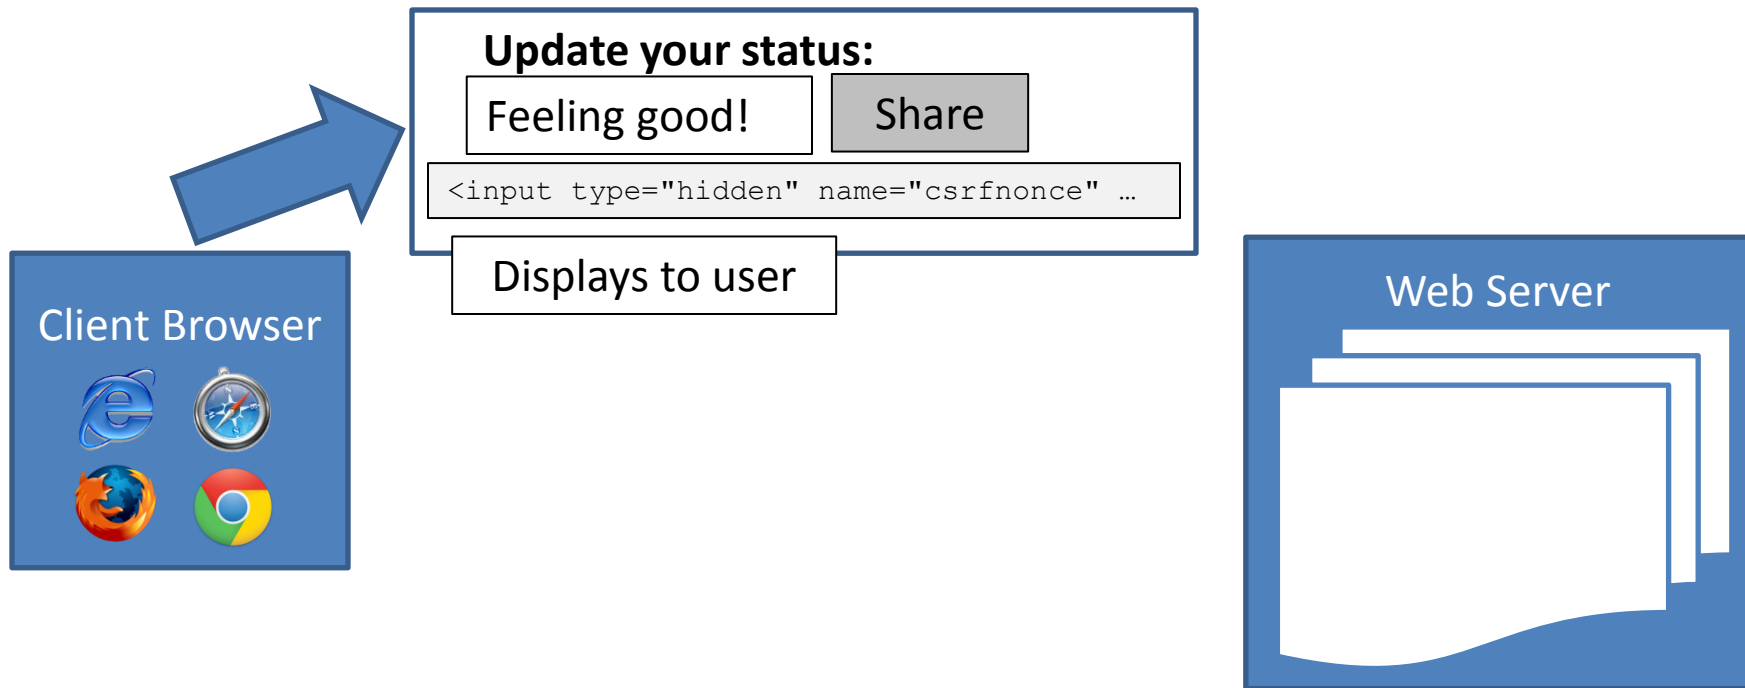 Update your status:
Feeling good!
Share
<input type="hidden" name="csrfnonce" …
Displays to user
Client Browser
Web Server